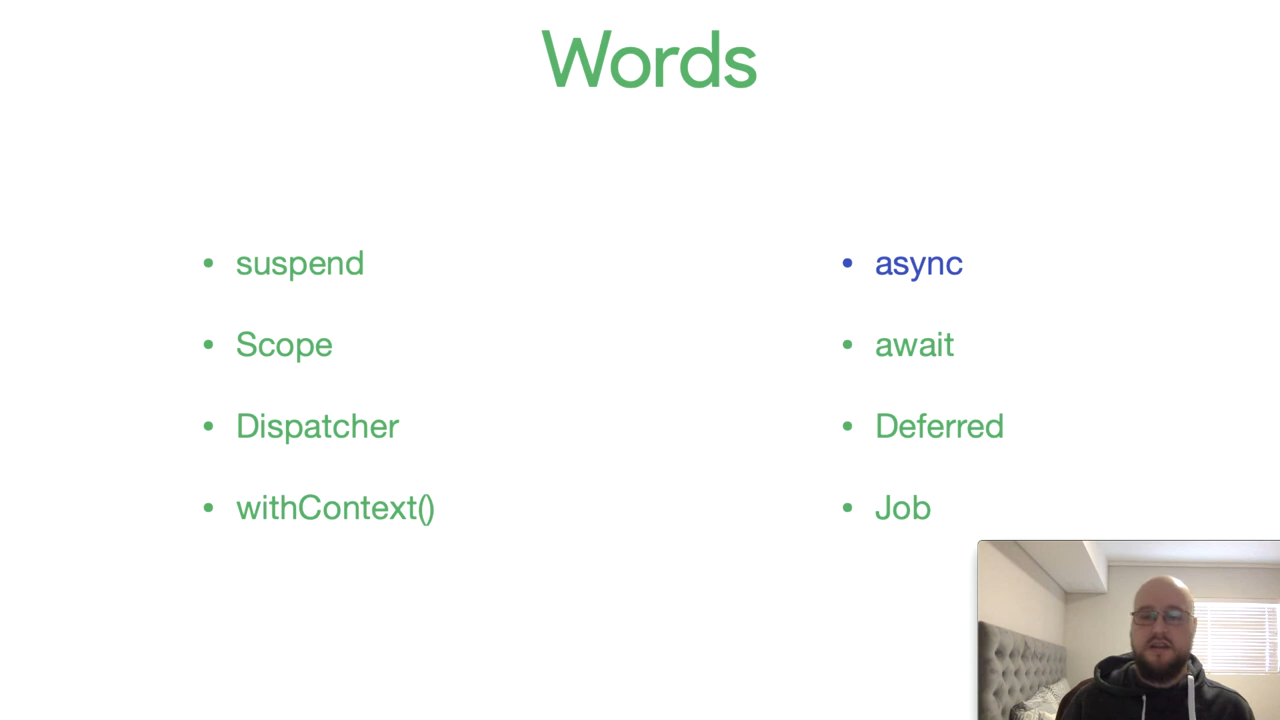 Words
• suspend
• Scope
• Dispatcher
• withContext()
• async
• await
• Deferred
• Job